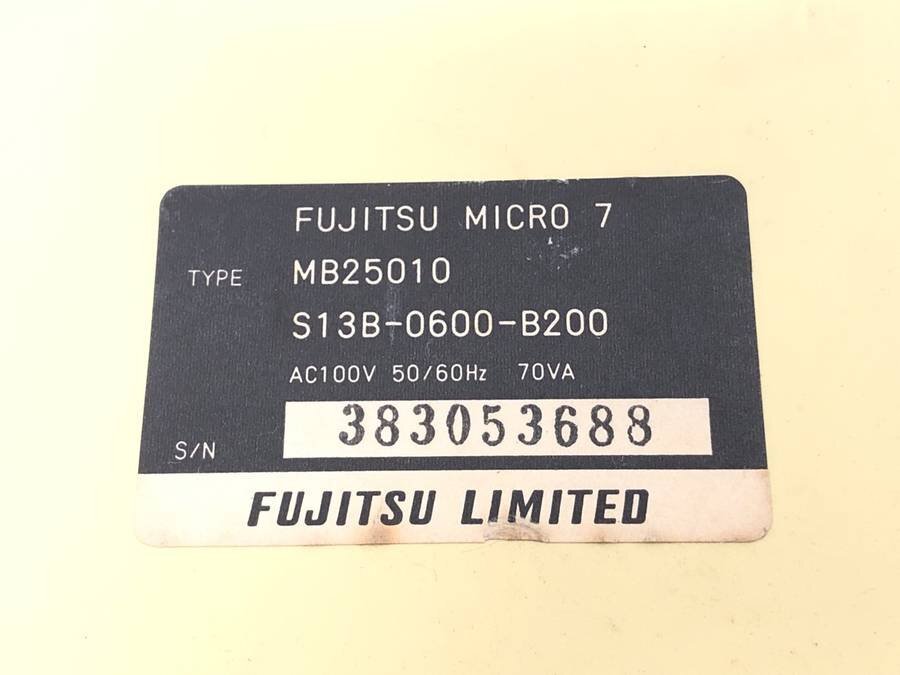 FUJITSU MICRO 7
TYPE MB25010
S13B-0600-B200
AC100V 50/60Hz 70VA
S/N 383053688
FUJITSU LIMITED